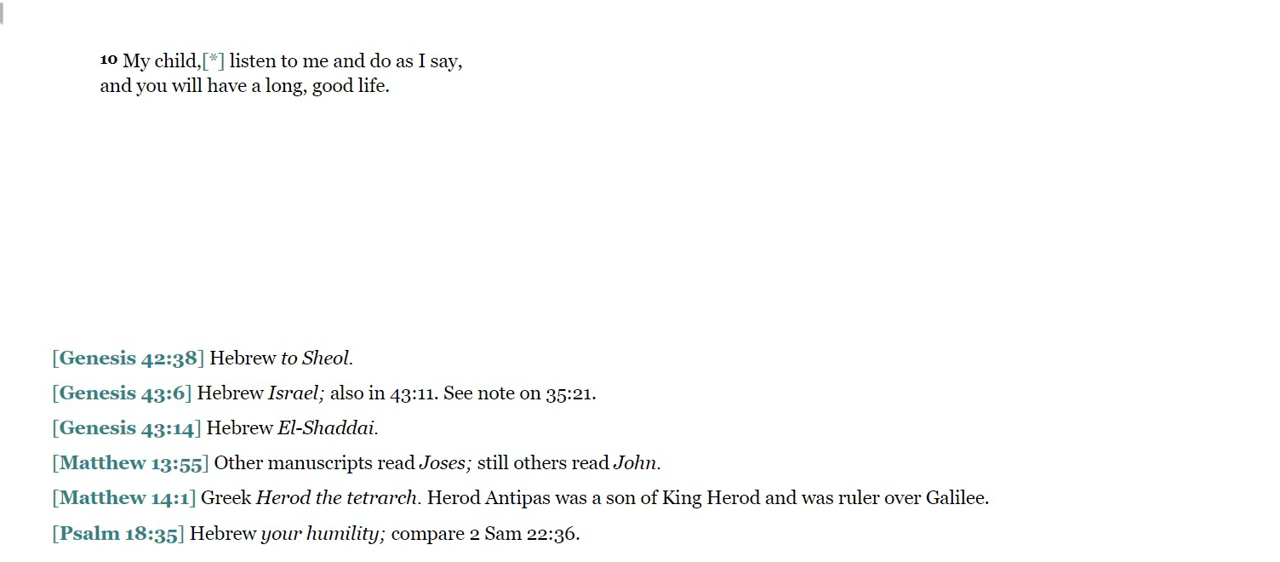 10 My child,[*] listen to me and do as I say,
and you will have a long, good life.
[Genesis 42:38] Hebrew to Sheol.
[Genesis 43:6] Hebrew Israel; also in 43:11. See note on 35:21.
[Genesis 43:14] Hebrew El-Shaddai.
[Matthew 13:55] Other manuscripts read Joses; still others read John.
[Matthew 14:1] Greek Herod the tetrarch. Herod Antipas was a son of King Herod and was ruler over Galilee.
[Psalm 18:35] Hebrew your humility; compare 2 Sam 22:36.